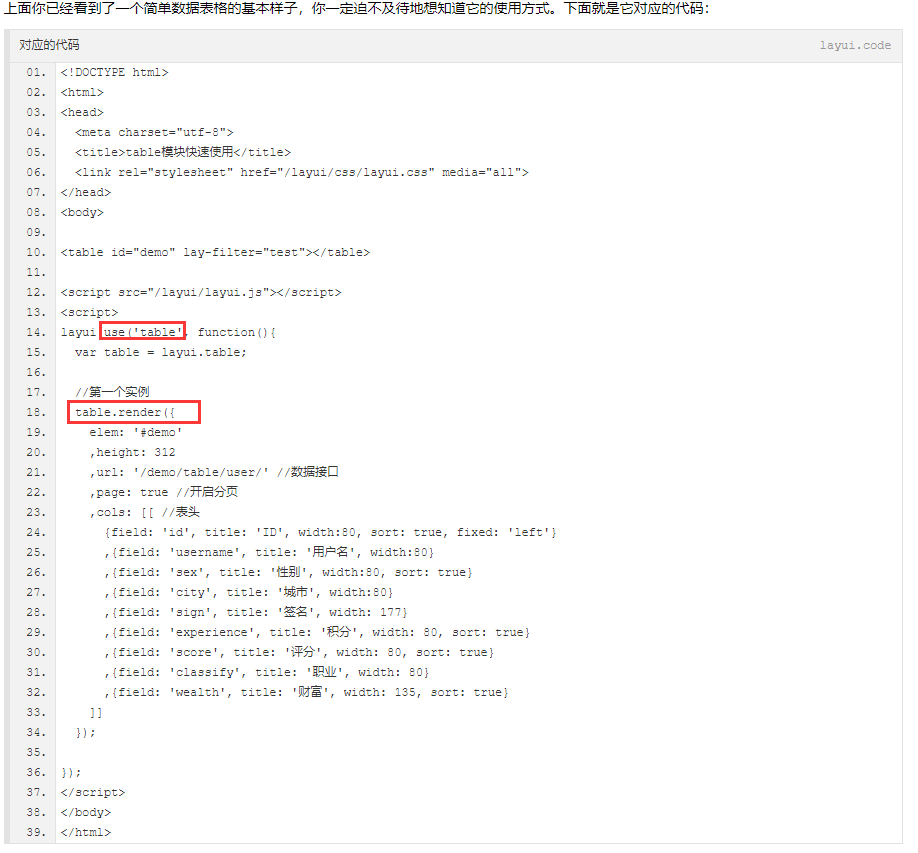 上面你已经看到了一个简单数据表格的基本样子，你一定迫不及待地想知道它的使用方式。下面就是它对应的代码：
对应的代码 layui.code
01. <!DOCTYPE html>
02. <html>
03. <head>
04.   <meta charset="utf-8">
05.   <title>table模块快速使用</title>
06.   <link rel="stylesheet" href="/layui/css/layui.css" media="all">
07. </head>
08. <body>
09.
10. <table id="demo" lay-filter="test"></table>
11.
12. <script src="/layui/layui.js"></script>
13. <script>
14. layui.use('table', function(){
15.   var table = layui.table;
16.
17.   //第一个实例
18.   table.render({
19.     elem: '#demo'
20.     ,height: 312
21.     ,url: '/demo/table/user/' //数据接口
22.     ,page: true //开启分页
23.     ,cols: [[ //表头
24.       {field: 'id', title: 'ID', width:80, sort: true, fixed: 'left'}
25.       ,{field: 'username', title: '用户名', width:80}
26.       ,{field: 'sex', title: '性别', width:80, sort: true}
27.       ,{field: 'city', title: '城市', width:80}
28.       ,{field: 'sign', title: '签名', width: 177}
29.       ,{field: 'experience', title: '积分', width: 80, sort: true}
30.       ,{field: 'score', title: '评分', width: 80, sort: true}
31.       ,{field: 'classify', title: '职业', width: 80}
32.       ,{field: 'wealth', title: '财富', width: 135, sort: true}
33.     ]]
34.   });
35.
36. });
37. </script>
38. </body>
39. </html>